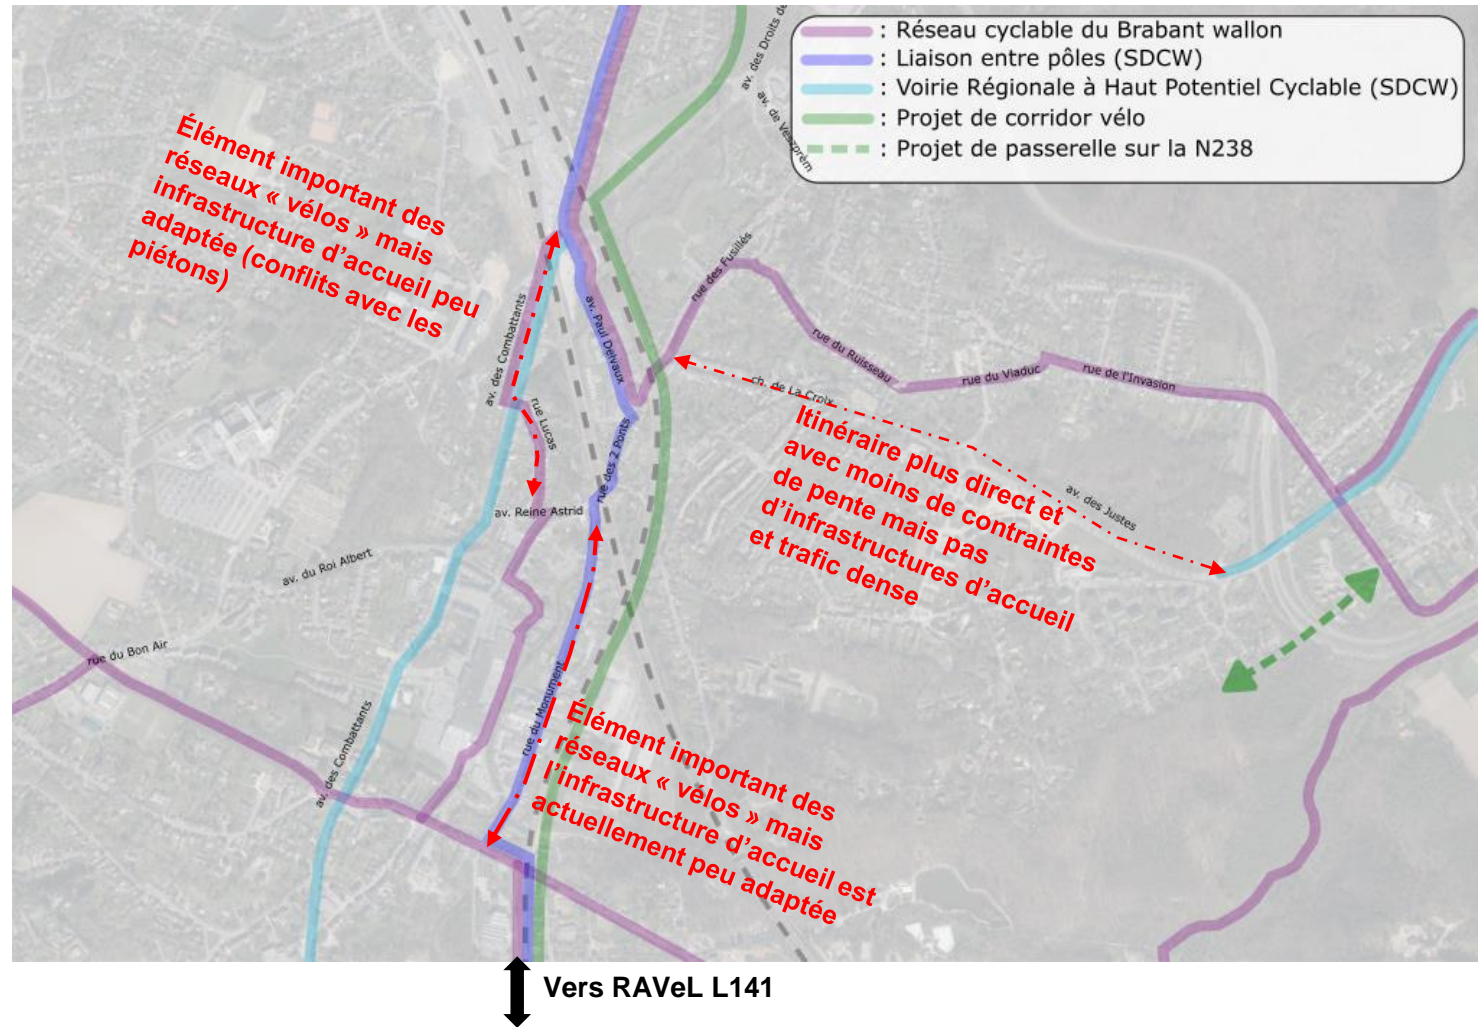 : Réseau cyclable du Brabant wallon
: Liaison entre pôles (SDCW)
: Voirie Régionale à Haut Potentiel Cyclable (SDCW)
: Projet de corridor vélo
: Projet de passerelle sur la N238
av. des Droits de
av. de Veszprém
Élément important des
réseaux « vélos » mais
infrastructure d'accueil peu
adaptée (conflits avec les
piétons)
rue des Fusillés
av. des Combattants
av. Paul Delvaux
rue du Ruisseau
rue du Viaduc
rue de l'Invasion
ch. de La Croix
rue Lucas
rue des 2 Ponts
Itinéraire plus direct et
avec moins de contraintes
de pente mais pas
d'infrastructures d'accueil
et trafic dense
av. des Justes
av. Reine Astrid
av. du Roi Albert
rue du Bon Air
rue du Monument
av. des Combattants
Élément important des
réseaux « vélos » mais
l'infrastructure d'accueil est
actuellement peu adaptée
Vers RAVeL L141